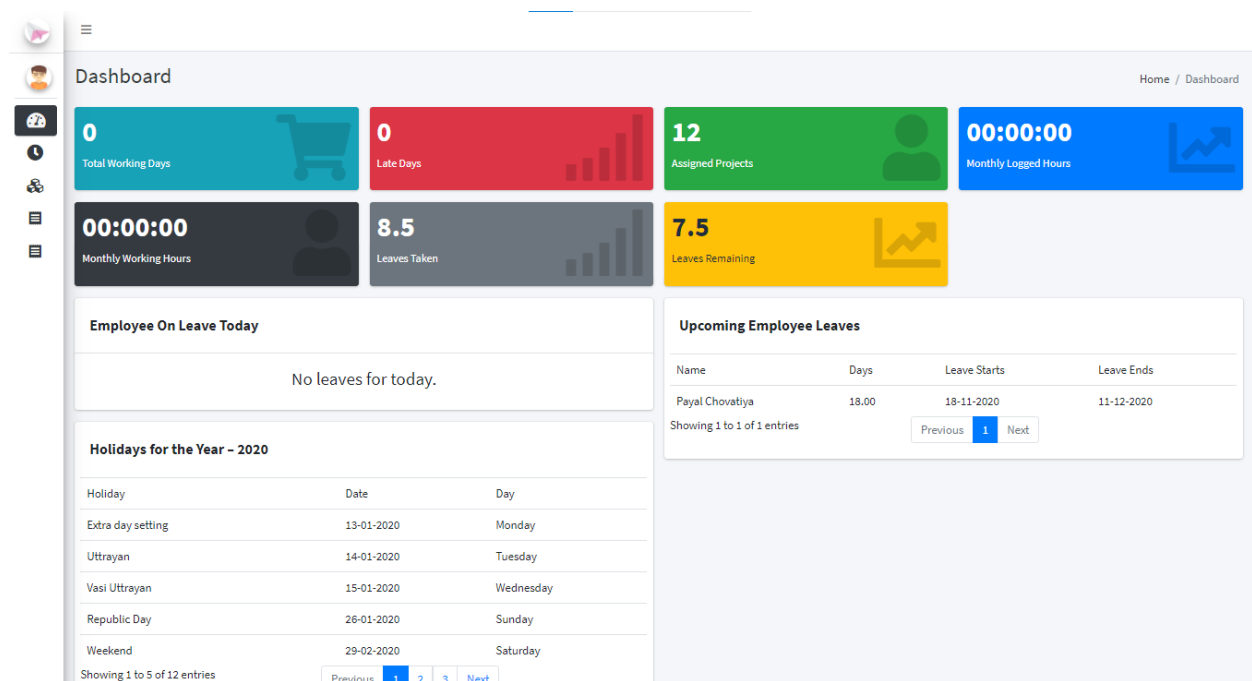 Dashboard
Home / Dashboard
0
Total Working Days
0
Late Days
12
Assigned Projects
00:00:00
Monthly Logged Hours
00:00:00
Monthly Working Hours
8.5
Leaves Taken
7.5
Leaves Remaining
Employee On Leave Today
No leaves for today.
Upcoming Employee Leaves
Name Days Leave Starts Leave Ends
Payal Chovatiya 18.00 18-11-2020 11-12-2020
Showing 1 to 1 of 1 entries
Previous 1 Next
Holidays for the Year – 2020
Holiday Date Day
Extra day setting 13-01-2020 Monday
Uttrayan 14-01-2020 Tuesday
Vasi Uttrayan 15-01-2020 Wednesday
Republic Day 26-01-2020 Sunday
Weekend 29-02-2020 Saturday
Showing 1 to 5 of 12 entries
Previous 1 2 3 Next